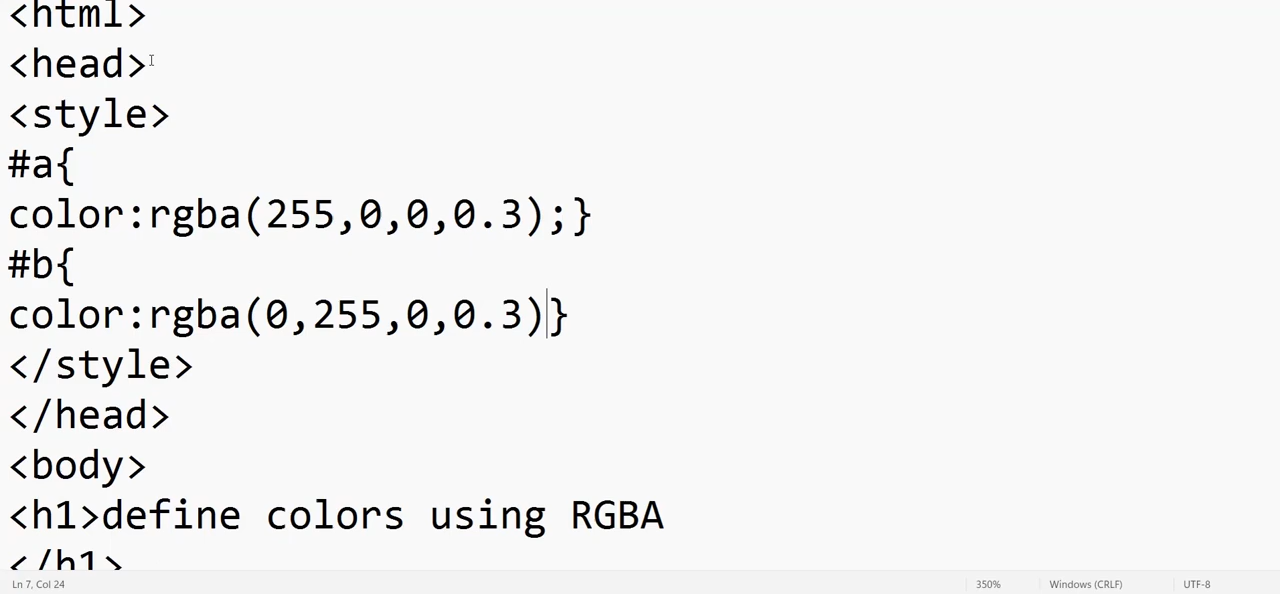 <html>
<head>
<style>
#a{
color:rgba(255,0,0,0.3);}
#b{
color:rgba(0,255,0,0.3)}
</style>
</head>
<body>
<h1>define colors using RGBA
</h1>
Ln 7, Col 24 350% Windows (CRLF) UTF-8